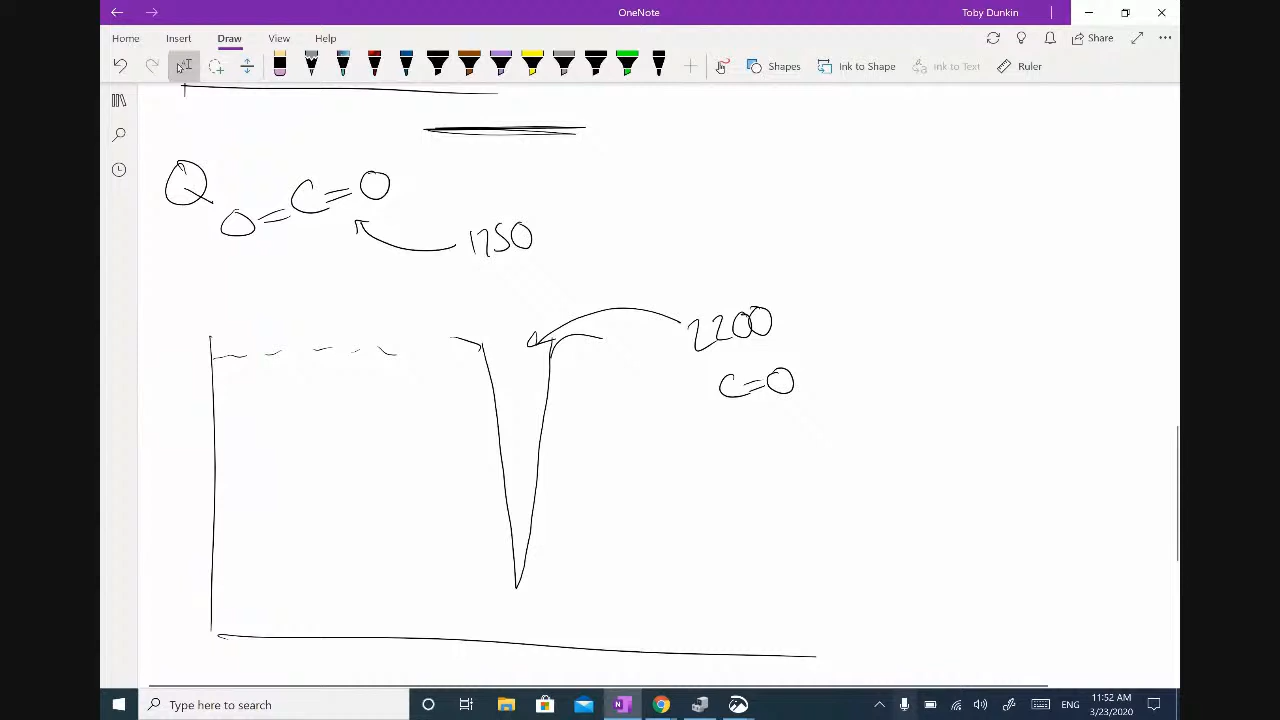 OneNote
Toby Dunkin
Home Insert Draw View Help
Share
Shapes Ink to Shape Ink to Text Ruler
Q
O=C=O
1750
2200
C=O
Type here to search
ENG
11:52 AM
3/23/2020